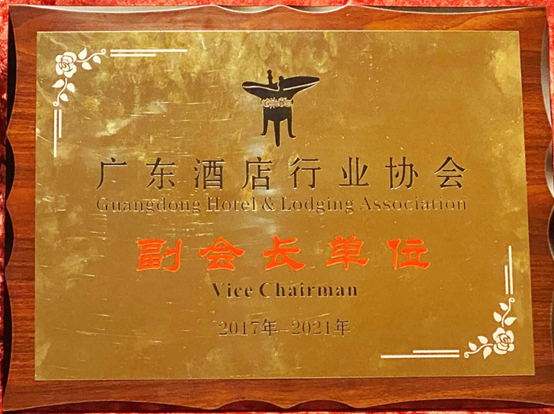 广东酒店行业协会
Guangdong Hotel & Lodging Association
副会长单位
Vice Chairman
2017年-2021年